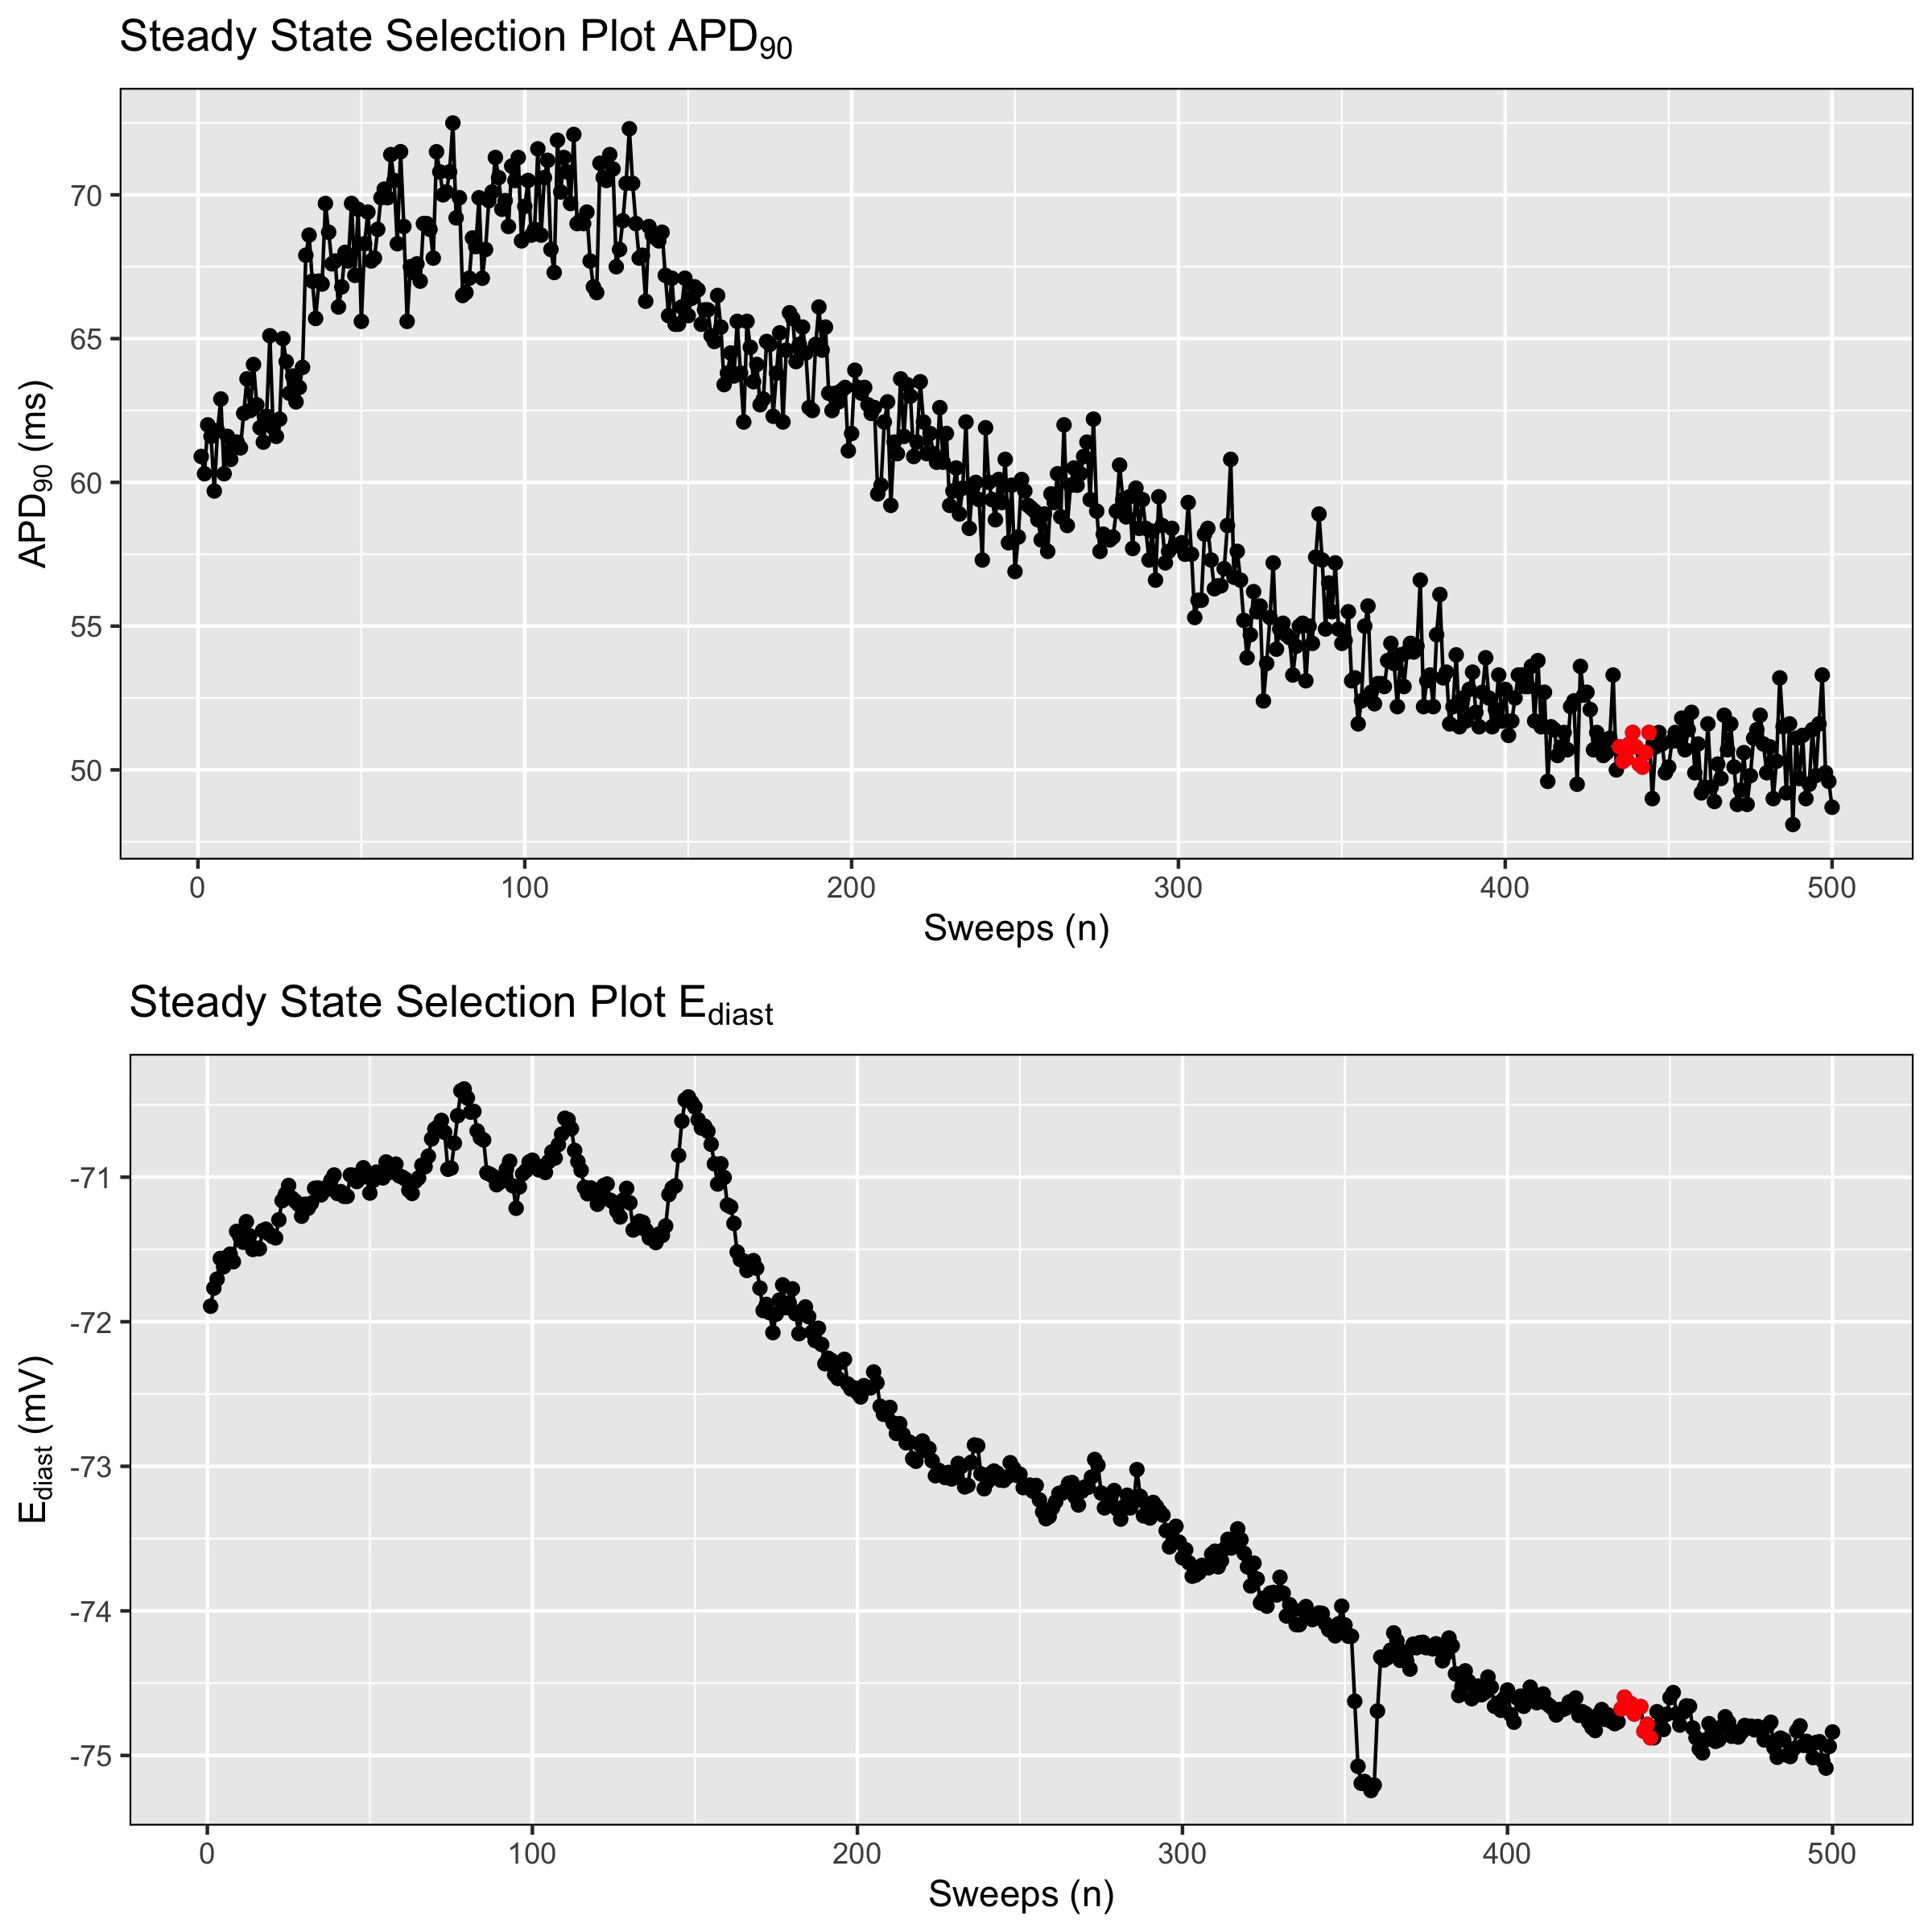 Steady State Selection Plot APD90
70
65
60
55
50
APD90 (ms)
0 100 200 300 400 500
Sweeps (n)
Steady State Selection Plot Ediast
-71
-72
-73
-74
-75
Ediast (mV)
0 100 200 300 400 500
Sweeps (n)